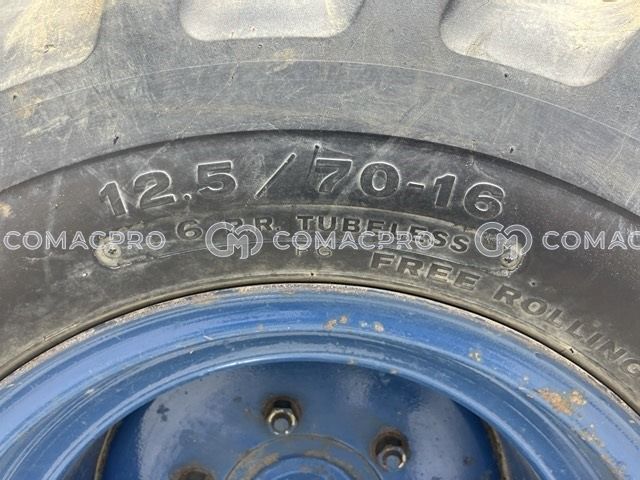 12.5 / 70-16
6 P.R. TUBELESS
FREE ROLLING
COMACPRO COMACPRO COMACPRO